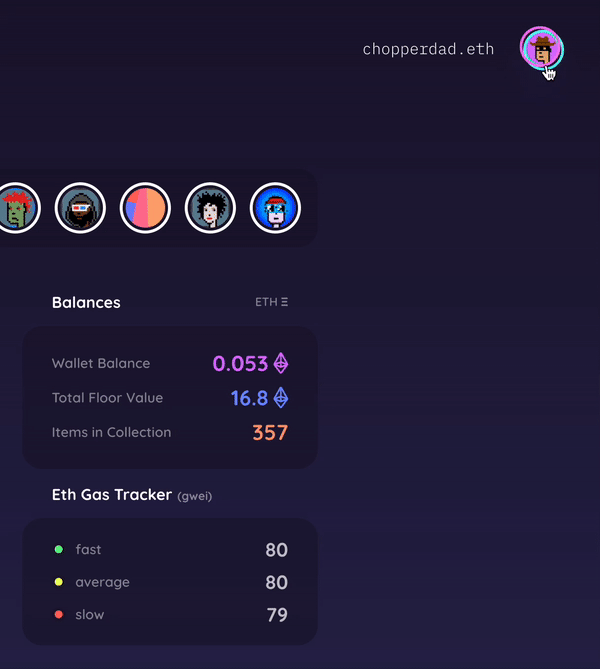 chopperdad.eth
Balances ETH Ξ
Wallet Balance 0.053
Total Floor Value 16.8
Items in Collection 357
Eth Gas Tracker (gwei)
fast 80
average 80
slow 79